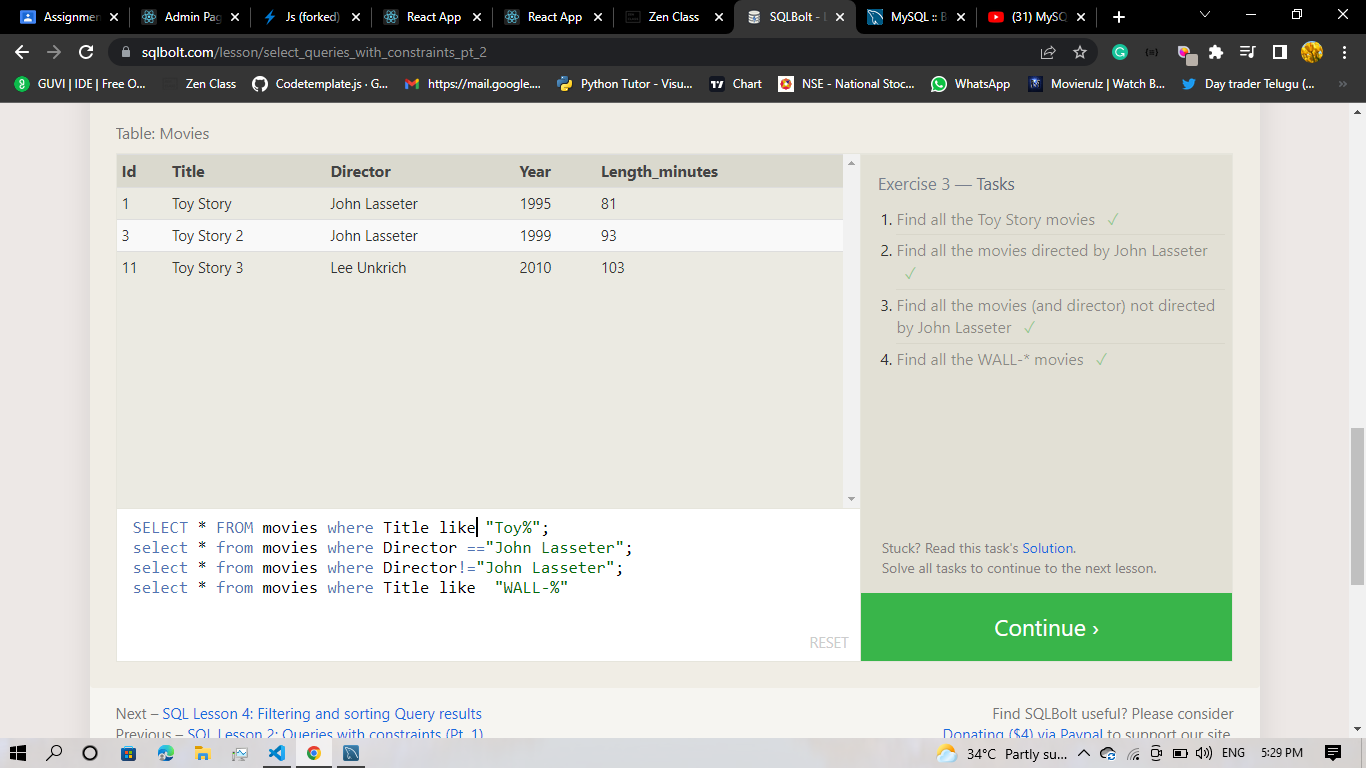 Assignmen
Admin Pag
Js (forked)
React App
React App
Zen Class
SQLBolt - 
MySQL :: B
(31) MySQ
sqlbolt.com/lesson/select_queries_with_constraints_pt_2
GUVI | IDE | Free O...
Zen Class
Codetemplate.js · G...
https://mail.google....
Python Tutor - Visu...
Chart
NSE - National Stoc...
WhatsApp
Movierulz | Watch B...
Day trader Telugu (...
»
Table: Movies
Id Title Director Year Length_minutes
1 Toy Story John Lasseter 1995 81
3 Toy Story 2 John Lasseter 1999 93
11 Toy Story 3 Lee Unkrich 2010 103
Exercise 3 — Tasks
1. Find all the Toy Story movies ✓
2. Find all the movies directed by John Lasseter
✓
3. Find all the movies (and director) not directed
by John Lasseter ✓
4. Find all the WALL-* movies ✓
SELECT * FROM movies where Title like "Toy%";
select * from movies where Director =="John Lasseter";
select * from movies where Director!="John Lasseter";
select * from movies where Title like  "WALL-%"
RESET
Stuck? Read this task's Solution.
Solve all tasks to continue to the next lesson.
Continue ›
Next – SQL Lesson 4: Filtering and sorting Query results
Previous – SQL Lesson 2: Queries with constraints (Pt. 1)
Find SQLBolt useful? Please consider
Donating ($4) via Paypal to support our site.
34°C Partly su...
ENG
5:29 PM